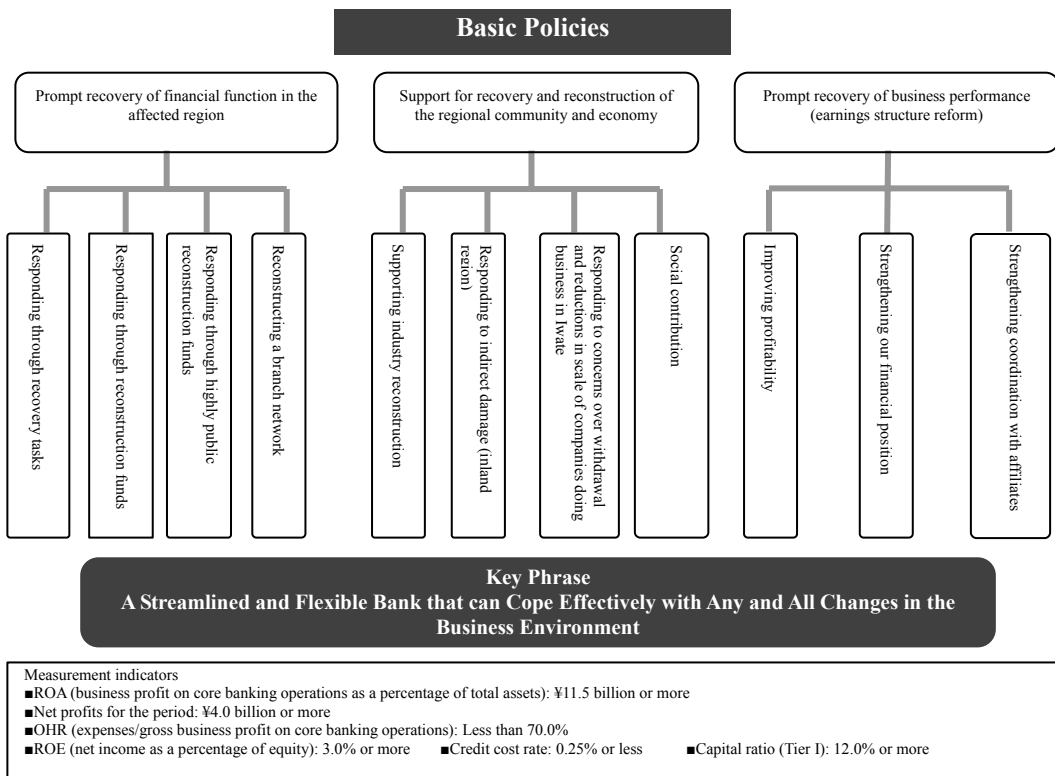 Basic Policies
Prompt recovery of financial function in the
affected region
Support for recovery and reconstruction of
the regional community and economy
Prompt recovery of business performance
(earnings structure reform)
Responding through recovery tasks
Responding through reconstruction funds
Responding through highly public
reconstruction funds
Reconstructing a branch network
Supporting industry reconstruction
Responding to indirect damage (inland
region)
Responding to concerns over withdrawal
and reductions in scale of companies doing
business in Iwate
Social contribution
Improving profitability
Strengthening our financial position
Strengthening coordination with affiliates
Key Phrase
A Streamlined and Flexible Bank that can Cope Effectively with Any and All Changes in the
Business Environment
Measurement indicators
■ROA (business profit on core banking operations as a percentage of total assets): ¥11.5 billion or more
■Net profits for the period: ¥4.0 billion or more
■OHR (expenses/gross business profit on core banking operations): Less than 70.0%
■ROE (net income as a percentage of equity): 3.0% or more ■Credit cost rate: 0.25% or less ■Capital ratio (Tier I): 12.0% or more